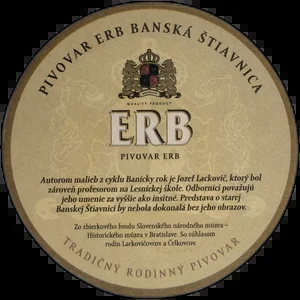 PIVOVAR ERB BANSKÁ ŠTIAVNICA
QUALITY PRODUCT
ERB
PIVOVAR ERB
Autorom malieb z cyklu Banícky rok je Jozef Lackovič, ktorý bol
zároveň profesorom na Lesníckej škole. Odborníci považujú
jeho umenie za vyššie ako insitné. Predstava o starej
Banskej Štiavnici by nebola dokonalá bez jeho obrazov.
Zo zbierkového fondu Slovenského národného múzea –
Historického múzea v Bratislave. So súhlasom
rodín Lackovičovcov a Čelkovcov.
TRADIČNÝ RODINNÝ PIVOVAR